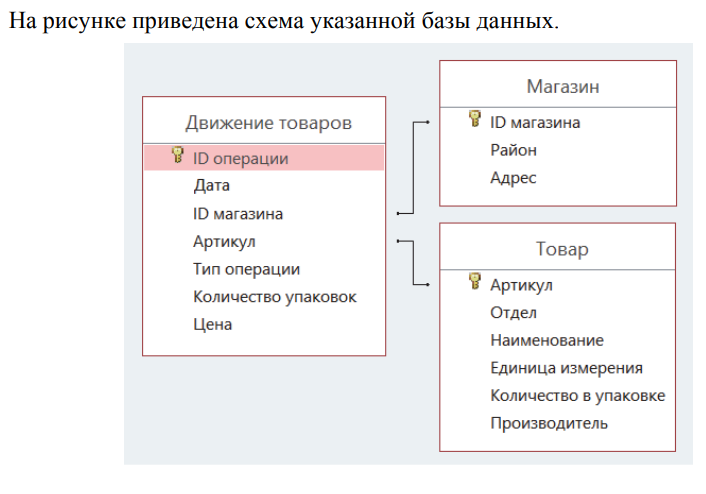 На рисунке приведена схема указанной базы данных.
Движение товаров
ID операции
Дата
ID магазина
Артикул
Тип операции
Количество упаковок
Цена
Магазин
ID магазина
Район
Адрес
Товар
Артикул
Отдел
Наименование
Единица измерения
Количество в упаковке
Производитель